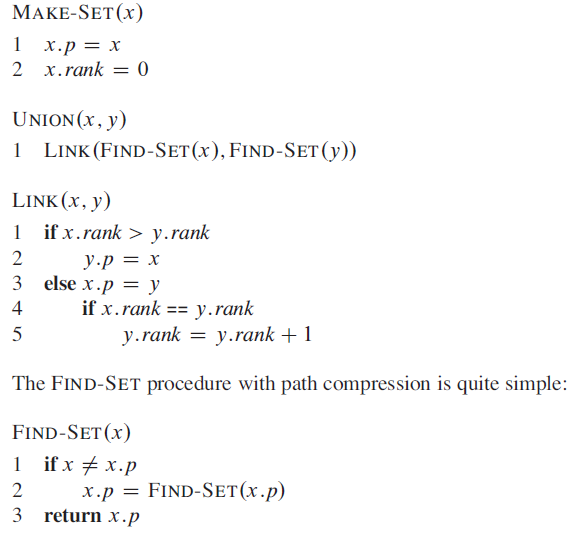 MAKE-SET(x)
1 x.p = x
2 x.rank = 0
UNION(x, y)
1 LINK(FIND-SET(x), FIND-SET(y))
LINK(x, y)
1 if x.rank > y.rank
2 y.p = x
3 else x.p = y
4 if x.rank == y.rank
5 y.rank = y.rank + 1
The FIND-SET procedure with path compression is quite simple:
FIND-SET(x)
1 if x ≠ x.p
2 x.p = FIND-SET(x.p)
3 return x.p